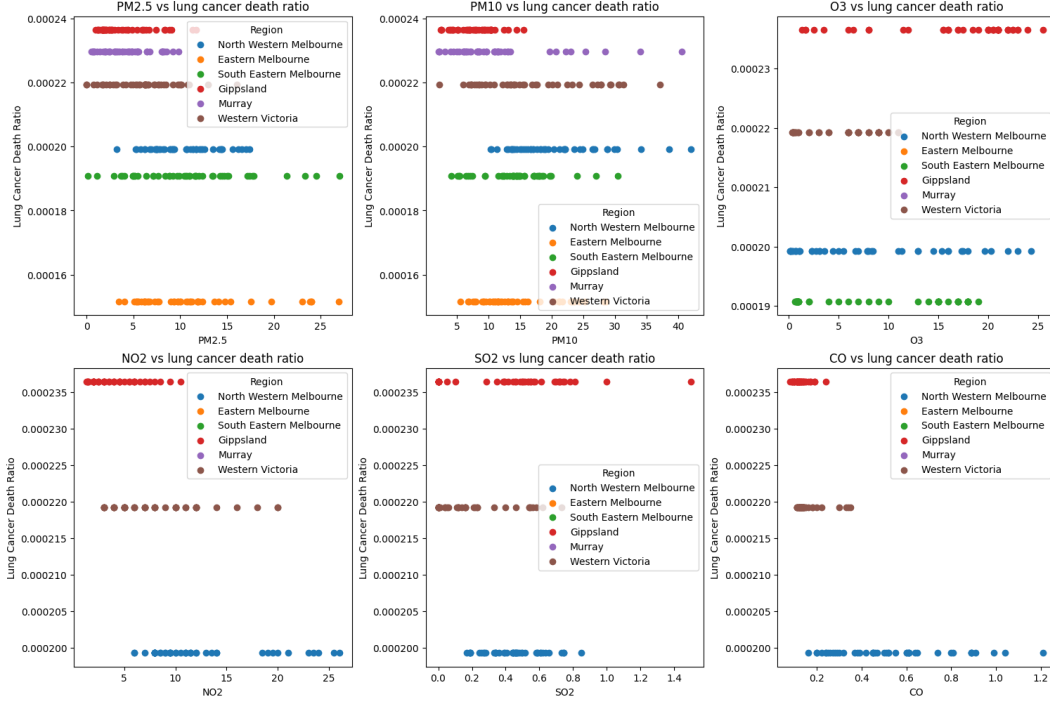 PM2.5 vs lung cancer death ratio
Lung Cancer Death Ratio
0.00024
0.00022
0.00020
0.00018
0.00016
Region
North Western Melbourne
Eastern Melbourne
South Eastern Melbourne
Gippsland
Murray
Western Victoria
0 5 10 15 20 25
PM2.5
PM10 vs lung cancer death ratio
Lung Cancer Death Ratio
0.00024
0.00022
0.00020
0.00018
0.00016
Region
North Western Melbourne
Eastern Melbourne
South Eastern Melbourne
Gippsland
Murray
Western Victoria
5 10 15 20 25 30 35 40
PM10
O3 vs lung cancer death ratio
Lung Cancer Death Ratio
0.00023
0.00022
0.00021
0.00020
0.00019
Region
North Western Melbourne
Eastern Melbourne
South Eastern Melbourne
Gippsland
Murray
Western Victoria
0 5 10 15 20 25
O3
NO2 vs lung cancer death ratio
Lung Cancer Death Ratio
0.000235
0.000230
0.000225
0.000220
0.000215
0.000210
0.000205
0.000200
Region
North Western Melbourne
Eastern Melbourne
South Eastern Melbourne
Gippsland
Murray
Western Victoria
5 10 15 20 25
NO2
SO2 vs lung cancer death ratio
Lung Cancer Death Ratio
0.000235
0.000230
0.000225
0.000220
0.000215
0.000210
0.000205
0.000200
Region
North Western Melbourne
Eastern Melbourne
South Eastern Melbourne
Gippsland
Murray
Western Victoria
0.0 0.2 0.4 0.6 0.8 1.0 1.2 1.4
SO2
CO vs lung cancer death ratio
Lung Cancer Death Ratio
0.000235
0.000230
0.000225
0.000220
0.000215
0.000210
0.000205
0.000200
Region
North Western Melbourne
Eastern Melbourne
South Eastern Melbourne
Gippsland
Murray
Western Victoria
0.2 0.4 0.6 0.8 1.0 1.2
CO